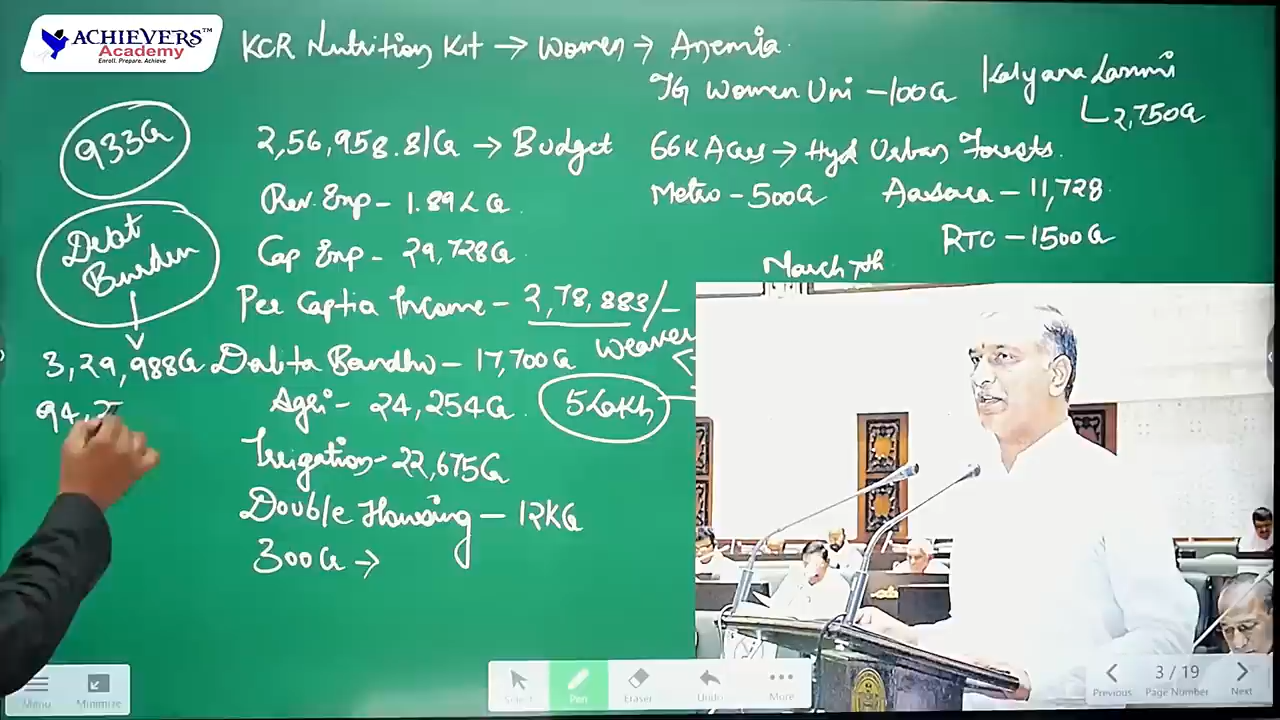 ACHIEVERS™
Academy
Enroll. Prepare. Achieve
KCR Nutrition Kit → Women → Anemia
TG Women Uni - 100Cr
Kalyana Laxmi
2,750Cr
933Cr
2,56,958.81Cr → Budget
66K Acres → Hyd Urban Forests.
Rev. Exp - 1.89L Cr
Metro - 500Cr
Aasara - 11,728
Debt
Burden
Cap Exp - 29,728Cr
RTC - 1500Cr
March 7th
Per Captia Income - 2,78,883/-
3,29,988Cr
Dalita Bandhu - 17,700Cr
Weaver
94,2
Agri - 24,254Cr
5 Lakh
Irrigation - 22,675Cr
Double Housing - 12KCr
300Cr →
Menu
Minimize
Select
Pen
Eraser
Undo
More
Previous
3 / 19
Page Number
Next